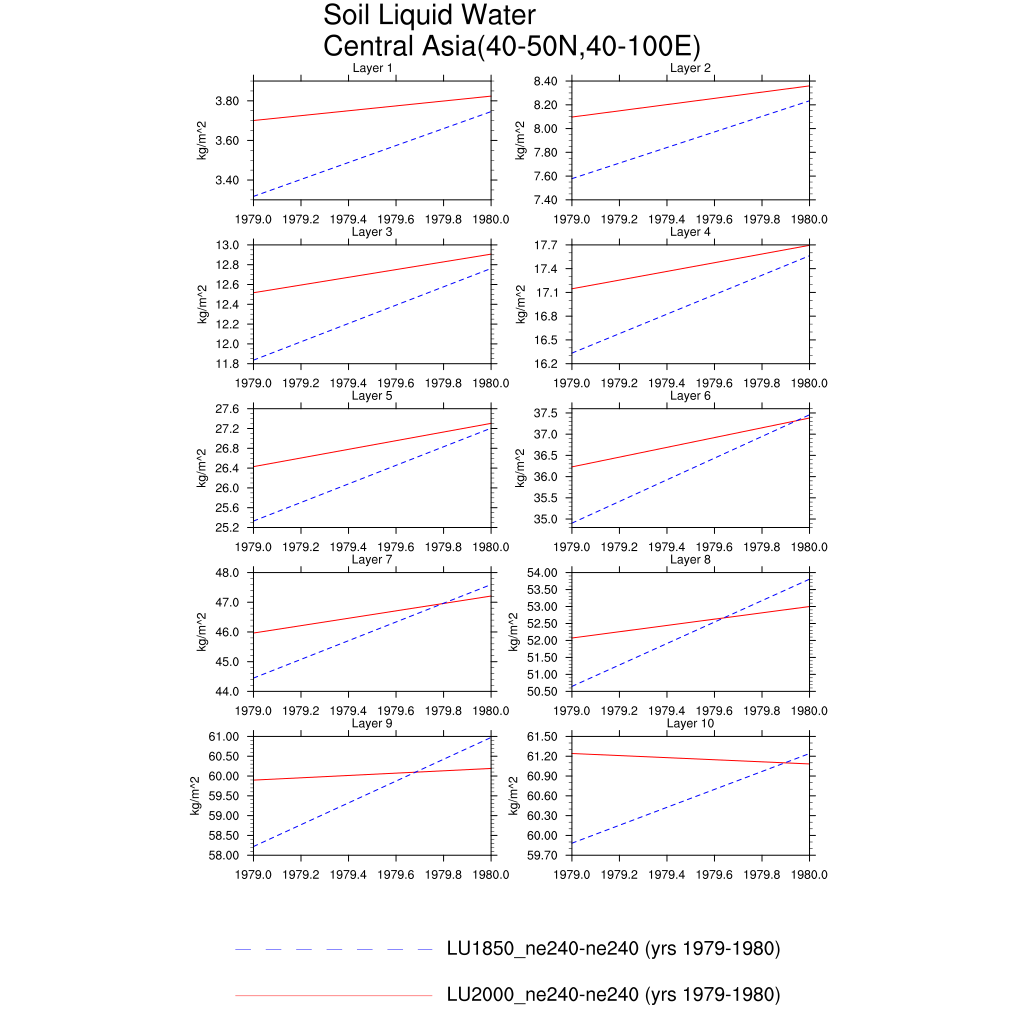 Soil Liquid Water
Central Asia(40-50N,40-100E)
Layer 1
kg/m^2
3.80
3.60
3.40
1979.0 1979.2 1979.4 1979.6 1979.8 1980.0
Layer 2
kg/m^2
8.40
8.20
8.00
7.80
7.60
7.40
1979.0 1979.2 1979.4 1979.6 1979.8 1980.0
Layer 3
kg/m^2
13.0
12.8
12.6
12.4
12.2
12.0
11.8
1979.0 1979.2 1979.4 1979.6 1979.8 1980.0
Layer 4
kg/m^2
17.7
17.4
17.1
16.8
16.5
16.2
1979.0 1979.2 1979.4 1979.6 1979.8 1980.0
Layer 5
kg/m^2
27.6
27.2
26.8
26.4
26.0
25.6
25.2
1979.0 1979.2 1979.4 1979.6 1979.8 1980.0
Layer 6
kg/m^2
37.5
37.0
36.5
36.0
35.5
35.0
1979.0 1979.2 1979.4 1979.6 1979.8 1980.0
Layer 7
kg/m^2
48.0
47.0
46.0
45.0
44.0
1979.0 1979.2 1979.4 1979.6 1979.8 1980.0
Layer 8
kg/m^2
54.00
53.50
53.00
52.50
52.00
51.50
51.00
50.50
1979.0 1979.2 1979.4 1979.6 1979.8 1980.0
Layer 9
kg/m^2
61.00
60.50
60.00
59.50
59.00
58.50
58.00
1979.0 1979.2 1979.4 1979.6 1979.8 1980.0
Layer 10
kg/m^2
61.50
61.20
60.90
60.60
60.30
60.00
59.70
1979.0 1979.2 1979.4 1979.6 1979.8 1980.0
LU1850_ne240-ne240 (yrs 1979-1980)
LU2000_ne240-ne240 (yrs 1979-1980)